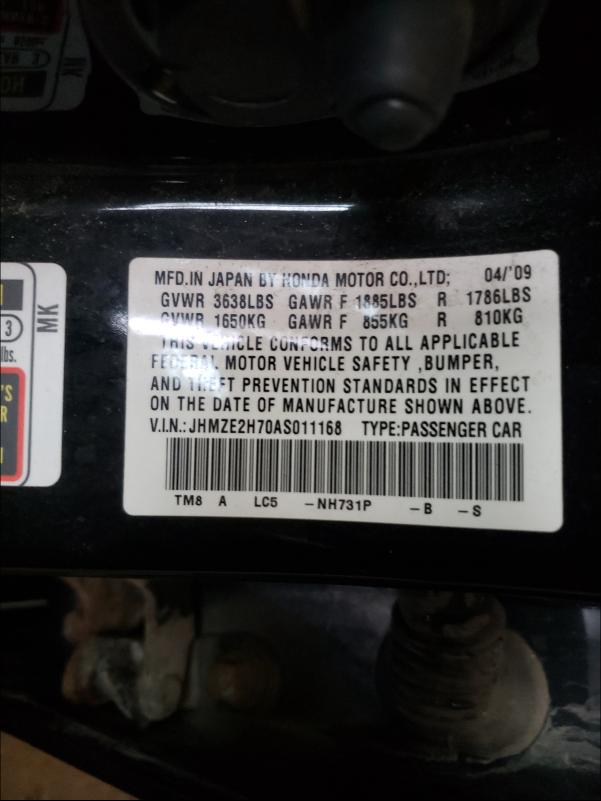 MFD.IN JAPAN BY HONDA MOTOR CO.,LTD; 04/'09
GVWR 3638LBS GAWR F 1885LBS R 1786LBS
GVWR 1650KG GAWR F 855KG R 810KG
THIS VEHICLE CONFORMS TO ALL APPLICABLE
FEDERAL MOTOR VEHICLE SAFETY ,BUMPER,
AND THEFT PREVENTION STANDARDS IN EFFECT
ON THE DATE OF MANUFACTURE SHOWN ABOVE.
V.I.N.:JHMZE2H70AS011168 TYPE:PASSENGER CAR
TM8 A LC5 -NH731P -B -S
MK
3
lbs.